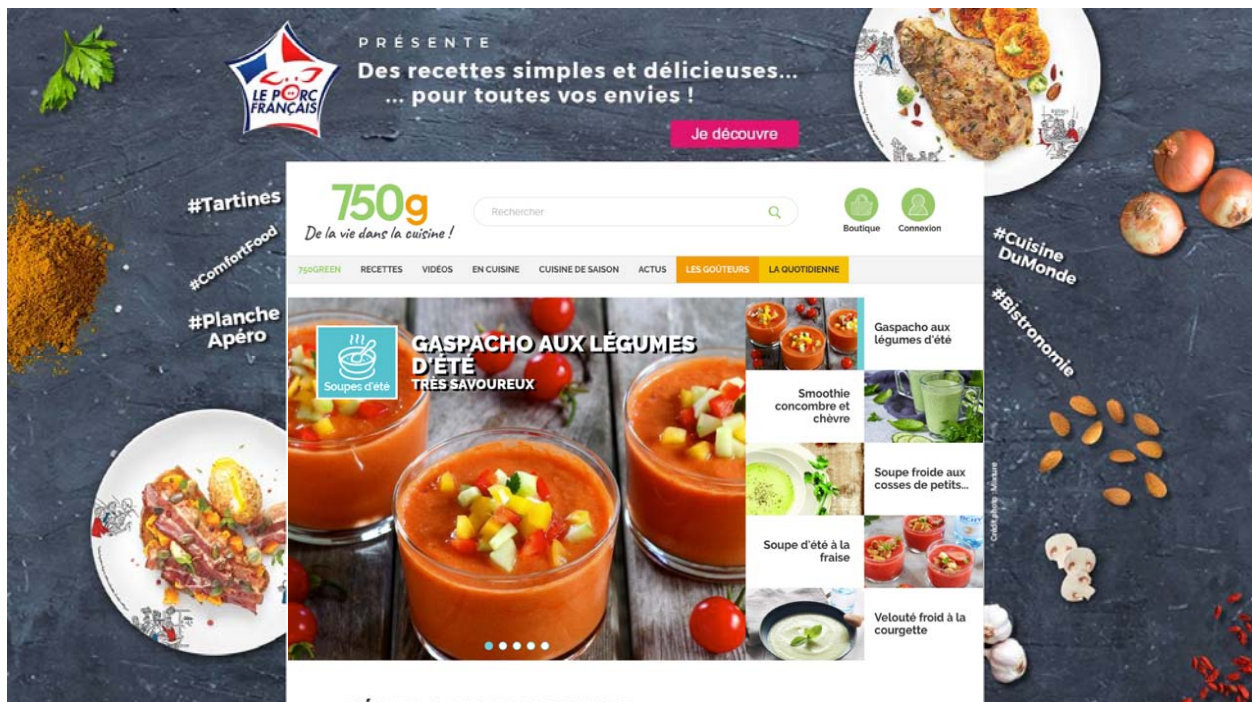 PRÉSENTE
Des recettes simples et délicieuses...
... pour toutes vos envies !
LE PORC
FRANÇAIS
Je découvre
#Tartines
#ComfortFood
#Planche
Apéro
750g
De la vie dans la cuisine !
Rechercher
Boutique
Connexion
#Cuisine
DuMonde
#Bistronomie
750GREEN
RECETTES
VIDÉOS
EN CUISINE
CUISINE DE SAISON
ACTUS
LES GOÛTEURS
LA QUOTIDIENNE
Soupes d'été
GASPACHO AUX LÉGUMES
D'ÉTÉ
TRÈS SAVOUREUX
Gaspacho aux
légumes d'été
Smoothie
concombre et
chèvre
Soupe froide aux
cosses de petits...
Soupe d'été à la
fraise
Velouté froid à la
courgette
* Crédit photo : Mixture